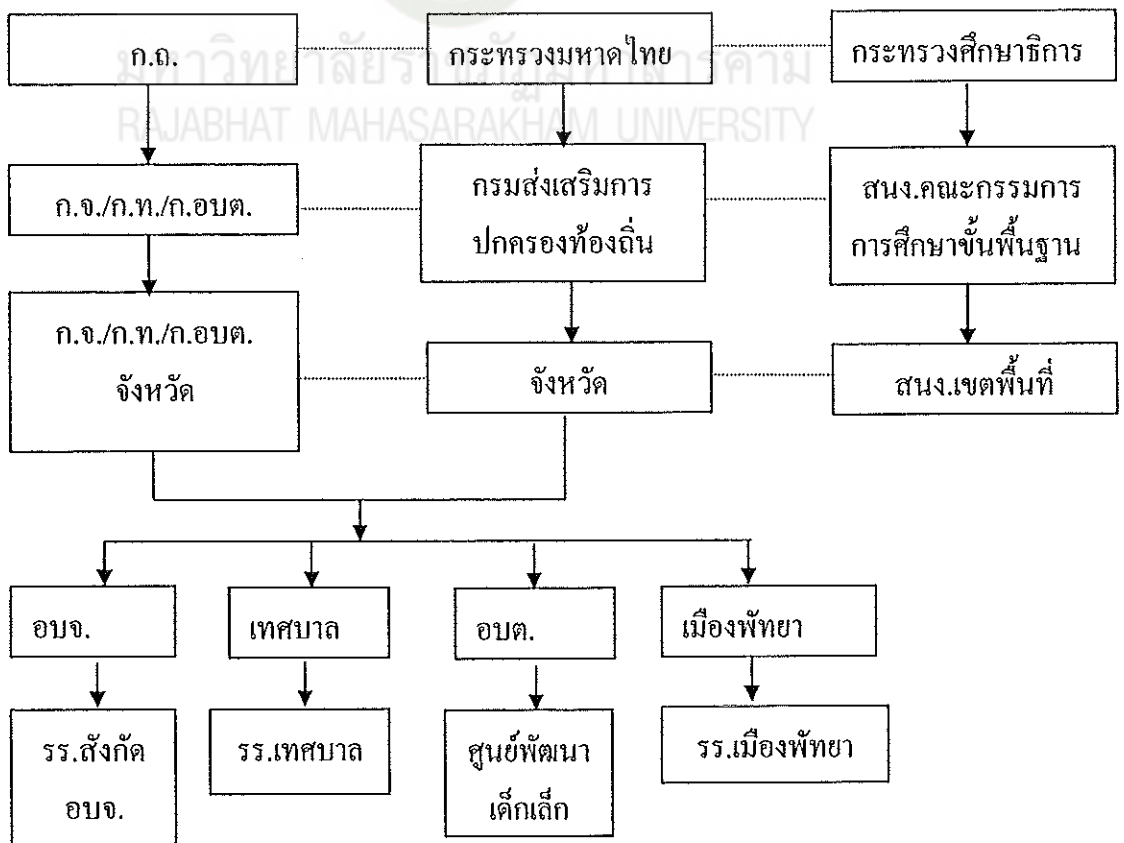 ก.ถ.
กระทรวงมหาดไทย
กระทรวงศึกษาธิการ
มหาวิทยาลัยราชภัฏมหาสารคาม
RAJABHAT MAHASARAKHAM UNIVERSITY
ก.จ./ก.ท./ก.อบต.
กรมส่งเสริมการ
ปกครองท้องถิ่น
สนง.คณะกรรมการ
การศึกษาขั้นพื้นฐาน
ก.จ./ก.ท./ก.อบต.
จังหวัด
จังหวัด
สนง.เขตพื้นที่
อบจ.
เทศบาล
อบต.
เมืองพัทยา
รร.สังกัด
อบจ.
รร.เทศบาล
ศูนย์พัฒนา
เด็กเล็ก
รร.เมืองพัทยา